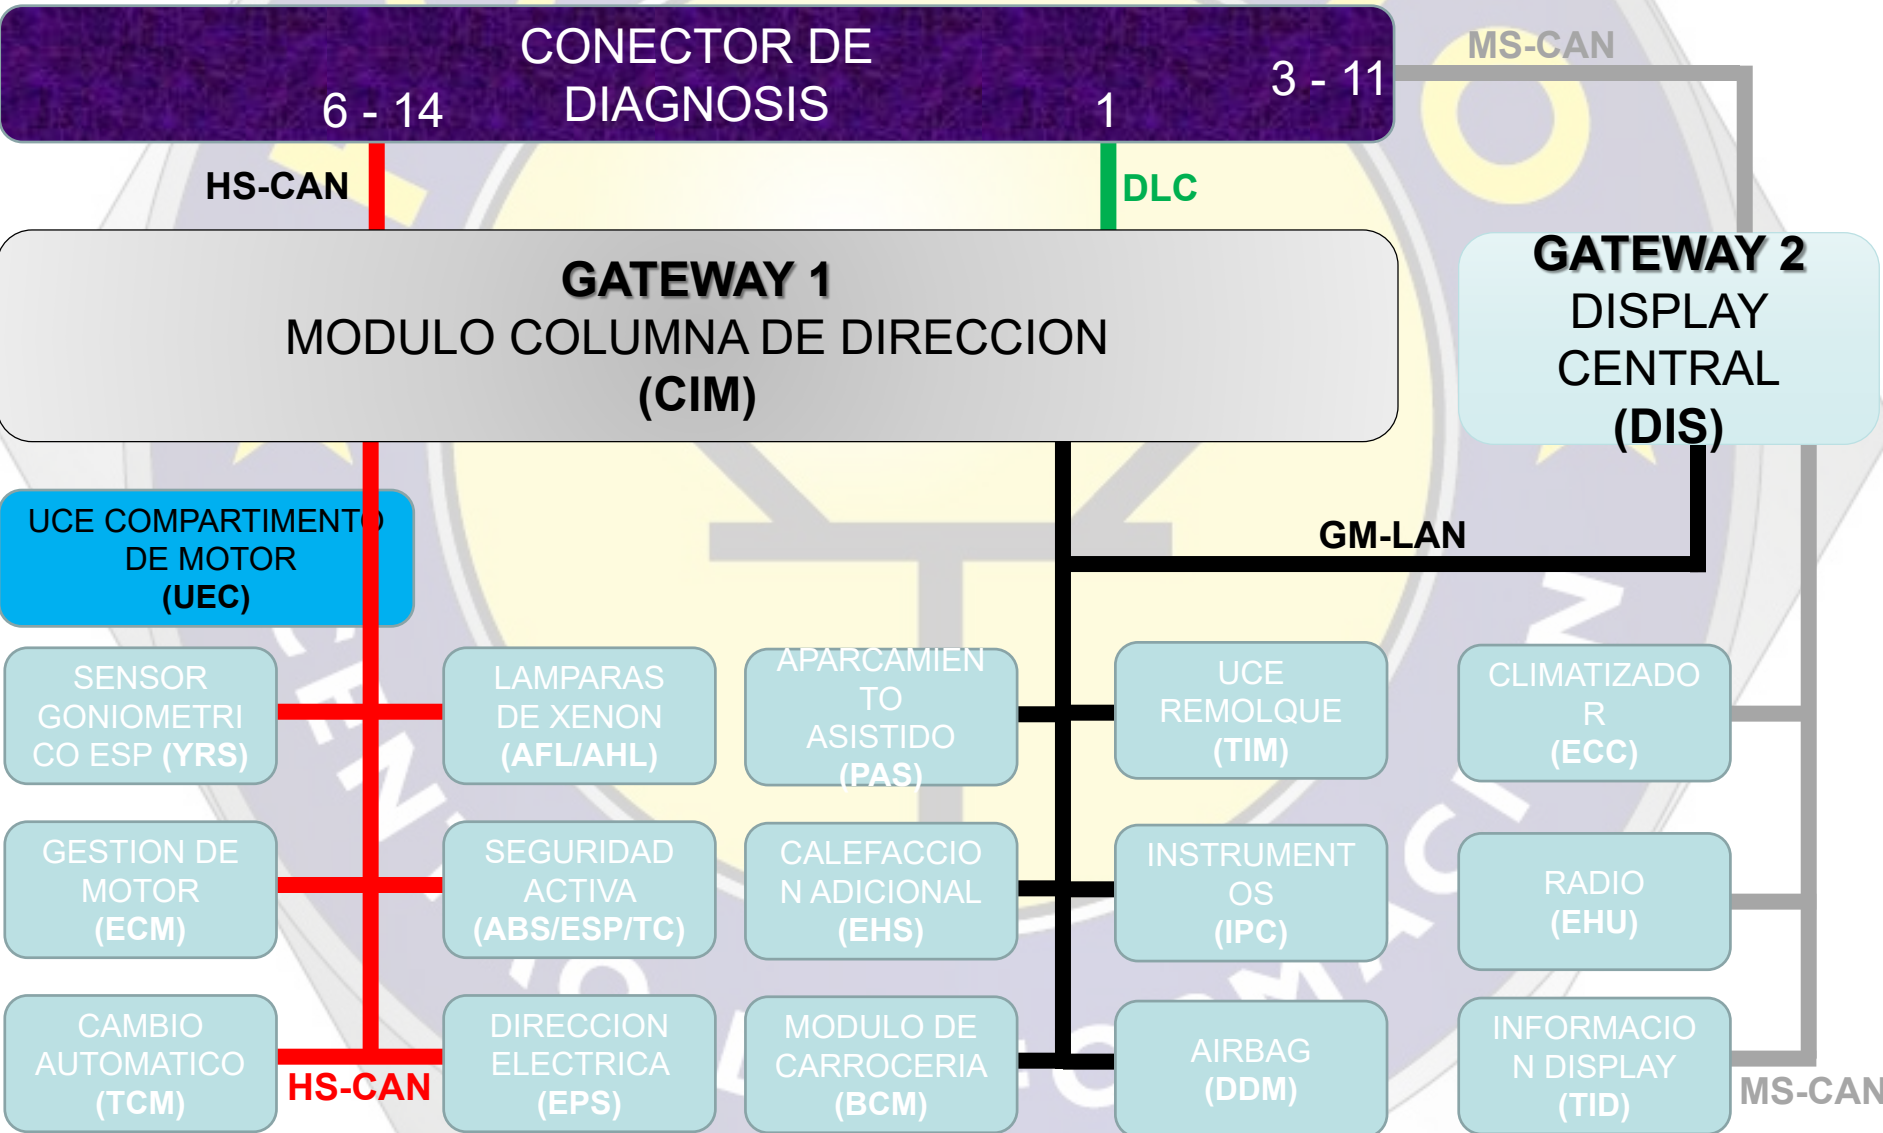 CONECTOR DE
DIAGNOSIS
6 - 14
1
3 - 11
MS-CAN
HS-CAN
DLC
GATEWAY 1
MODULO COLUMNA DE DIRECCION
(CIM)
GATEWAY 2
DISPLAY
CENTRAL
(DIS)
UCE COMPARTIMENTO
DE MOTOR
(UEC)
GM-LAN
SENSOR
GONIOMETRI
CO ESP (YRS)
LAMPARAS
DE XENON
(AFL/AHL)
APARCAMIEN
TO
ASISTIDO
(PAS)
UCE
REMOLQUE
(TIM)
CLIMATIZADO
R
(ECC)
GESTION DE
MOTOR
(ECM)
SEGURIDAD
ACTIVA
(ABS/ESP/TC)
CALEFACCIO
N ADICIONAL
(EHS)
INSTRUMENT
OS
(IPC)
RADIO
(EHU)
CAMBIO
AUTOMATICO
(TCM)
HS-CAN
DIRECCION
ELECTRICA
(EPS)
MODULO DE
CARROCERIA
(BCM)
AIRBAG
(DDM)
INFORMACIO
N DISPLAY
(TID)
MS-CAN